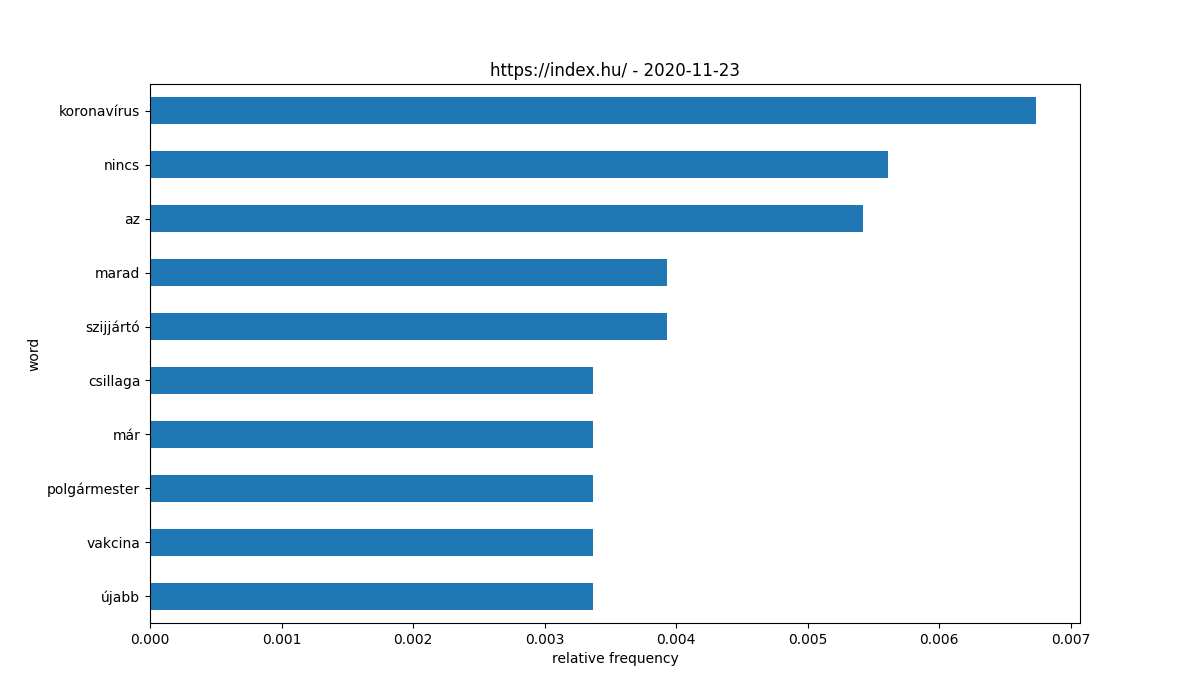 https://index.hu/ - 2020-11-23
koronavírus
nincs
az
marad
szijjártó
csillaga
már
polgármester
vakcina
újabb
word
0.000 0.001 0.002 0.003 0.004 0.005 0.006 0.007
relative frequency